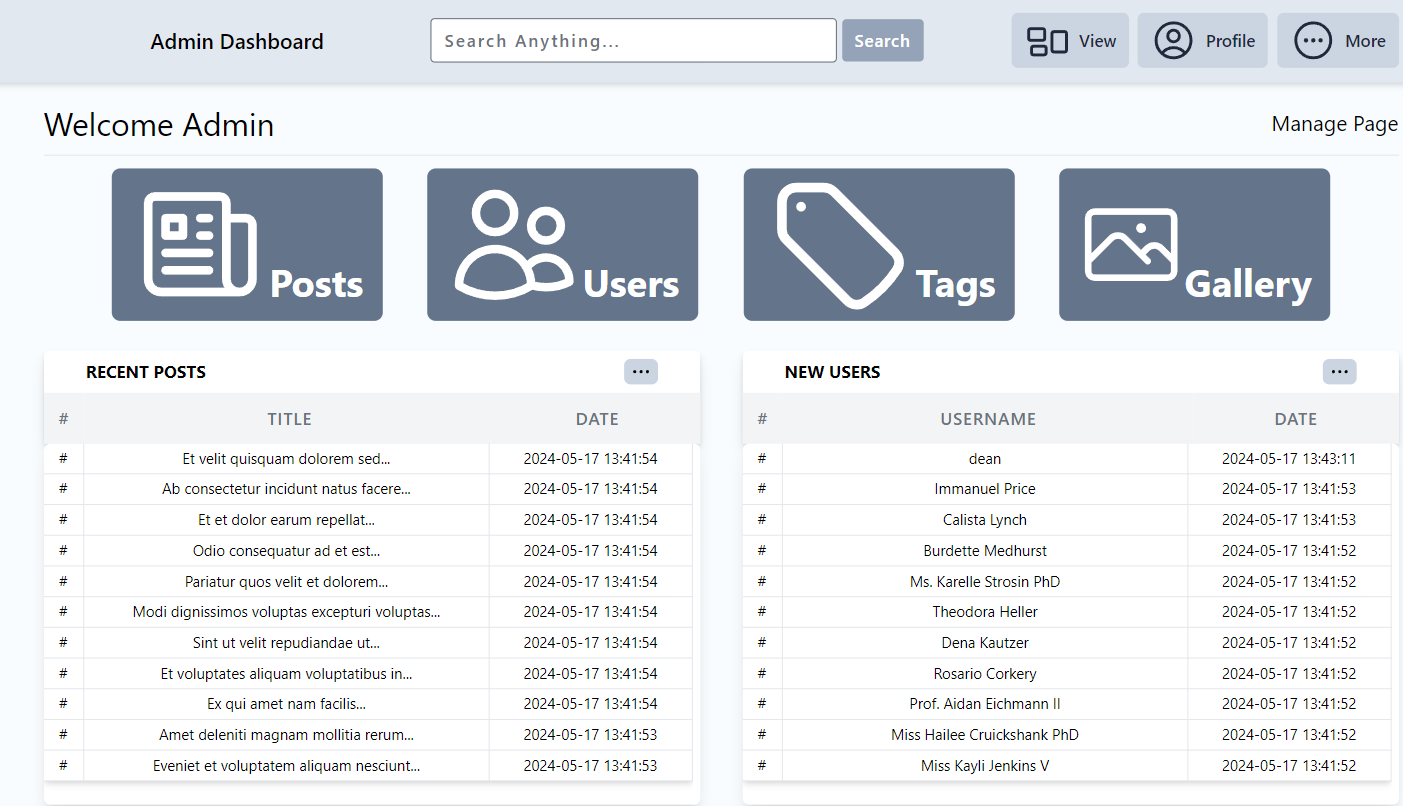 Admin Dashboard Search Anything... Search View Profile More
Welcome Admin Manage Page
Posts Users Tags Gallery
RECENT POSTS
# TITLE DATE
# Et velit quisquam dolorem sed... 2024-05-17 13:41:54
# Ab consectetur incidunt natus facere... 2024-05-17 13:41:54
# Et et dolor earum repellat... 2024-05-17 13:41:54
# Odio consequatur ad et est... 2024-05-17 13:41:54
# Pariatur quos velit et dolorem... 2024-05-17 13:41:54
# Modi dignissimos voluptas excepturi voluptas... 2024-05-17 13:41:54
# Sint ut velit repudiandae ut... 2024-05-17 13:41:54
# Et voluptates aliquam voluptatibus in... 2024-05-17 13:41:54
# Ex qui amet nam facilis... 2024-05-17 13:41:54
# Amet deleniti magnam mollitia rerum... 2024-05-17 13:41:53
# Eveniet et voluptatem aliquam nesciunt... 2024-05-17 13:41:53
NEW USERS
# USERNAME DATE
# dean 2024-05-17 13:43:11
# Immanuel Price 2024-05-17 13:41:53
# Calista Lynch 2024-05-17 13:41:53
# Burdette Medhurst 2024-05-17 13:41:52
# Ms. Karelle Strosin PhD 2024-05-17 13:41:52
# Theodora Heller 2024-05-17 13:41:52
# Dena Kautzer 2024-05-17 13:41:52
# Rosario Corkery 2024-05-17 13:41:52
# Prof. Aidan Eichmann II 2024-05-17 13:41:52
# Miss Hailee Cruickshank PhD 2024-05-17 13:41:52
# Miss Kayli Jenkins V 2024-05-17 13:41:52